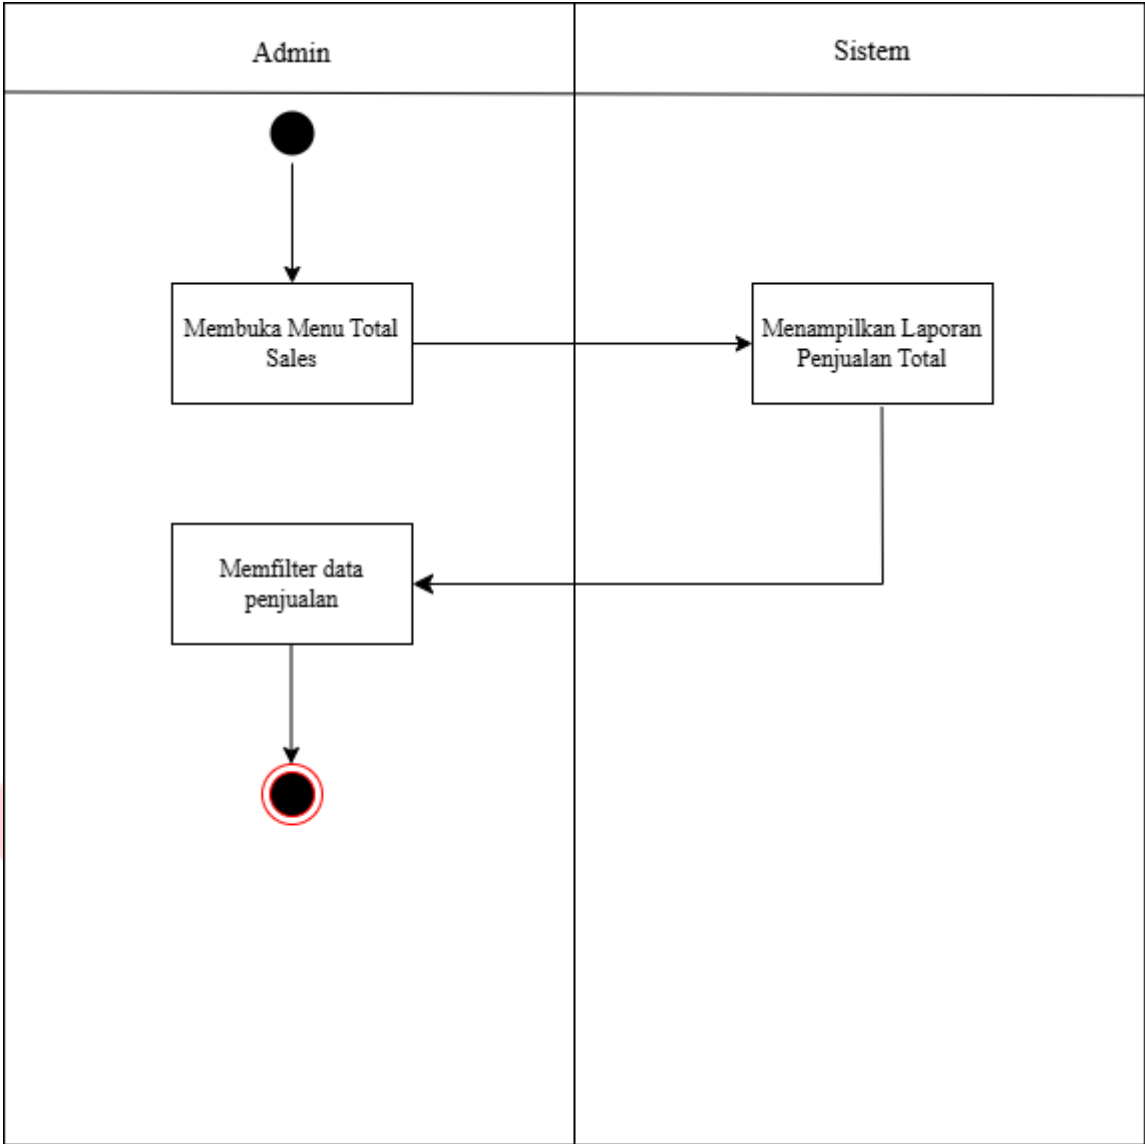 Admin
Sistem
Membuka Menu Total
Sales
Menampilkan Laporan
Penjualan Total
Memfilter data
penjualan